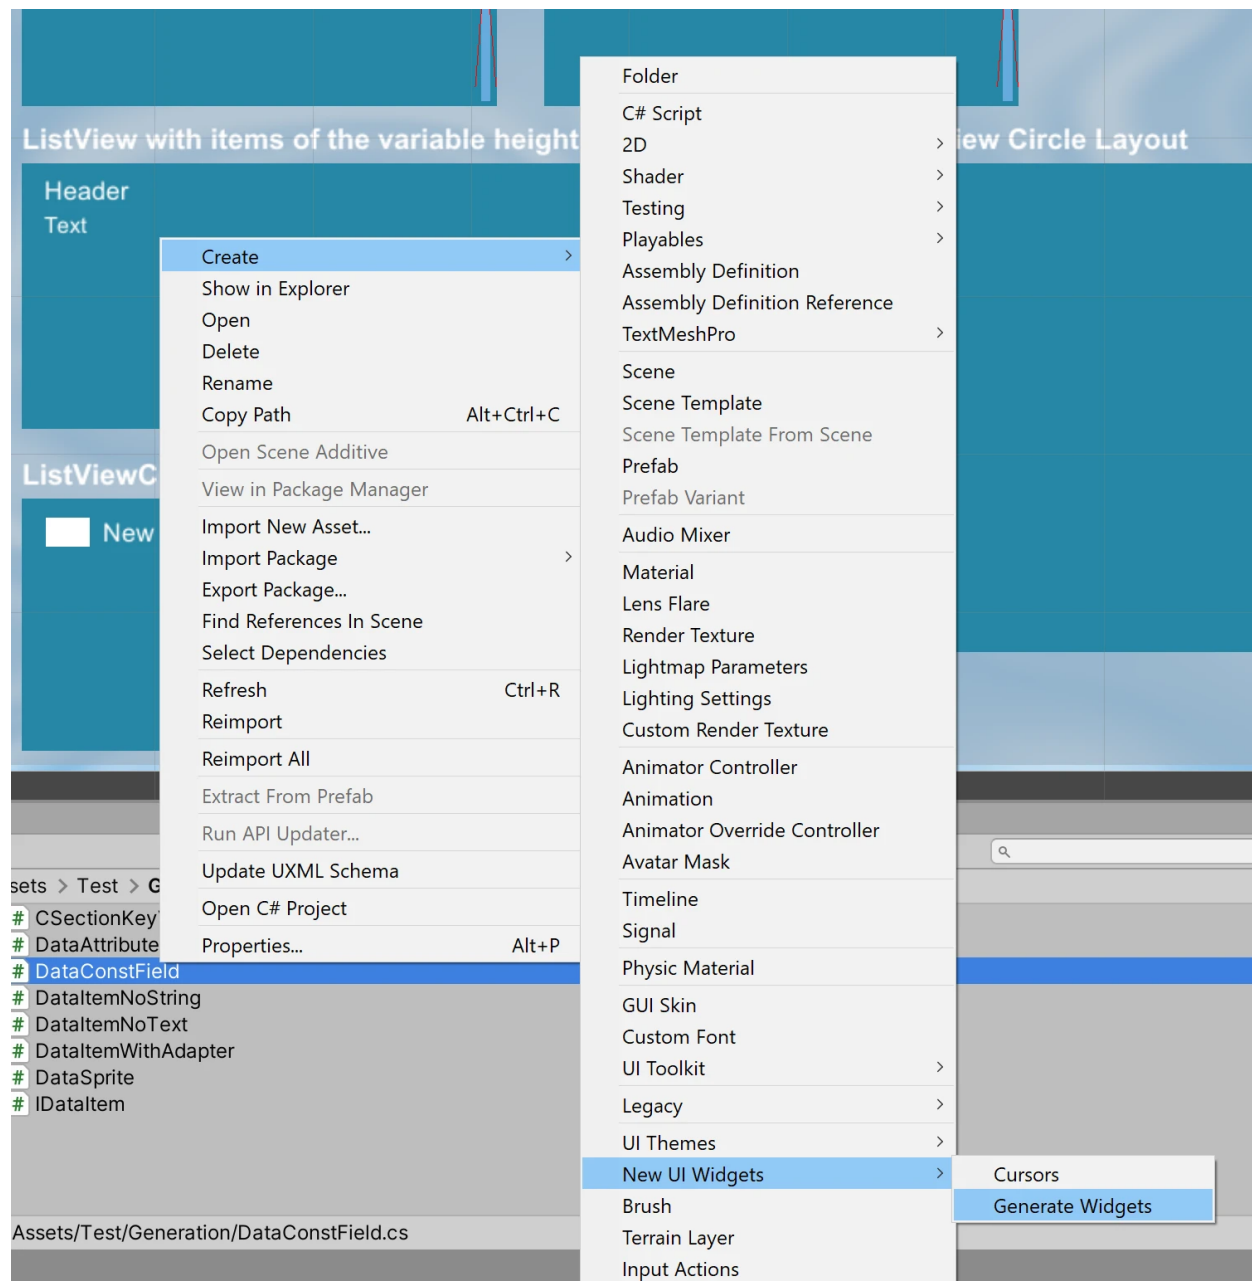 ListView with items of the variable height
iew Circle Layout
Header
Text
ListViewC
New
Create
Show in Explorer
Open
Delete
Rename
Copy Path Alt+Ctrl+C
Open Scene Additive
View in Package Manager
Import New Asset...
Import Package
Export Package...
Find References In Scene
Select Dependencies
Refresh Ctrl+R
Reimport
Reimport All
Extract From Prefab
Run API Updater...
Update UXML Schema
Open C# Project
Properties... Alt+P
Folder
C# Script
2D
Shader
Testing
Playables
Assembly Definition
Assembly Definition Reference
TextMeshPro
Scene
Scene Template
Scene Template From Scene
Prefab
Prefab Variant
Audio Mixer
Material
Lens Flare
Render Texture
Lightmap Parameters
Lighting Settings
Custom Render Texture
Animator Controller
Animation
Animator Override Controller
Avatar Mask
Timeline
Signal
Physic Material
GUI Skin
Custom Font
UI Toolkit
Legacy
UI Themes
New UI Widgets
Brush
Terrain Layer
Input Actions
Cursors
Generate Widgets
sets > Test > G
# CSectionKey
# DataAttribute
# DataConstField
# DataItemNoString
# DataItemNoText
# DataItemWithAdapter
# DataSprite
# IDataItem
Assets/Test/Generation/DataConstField.cs